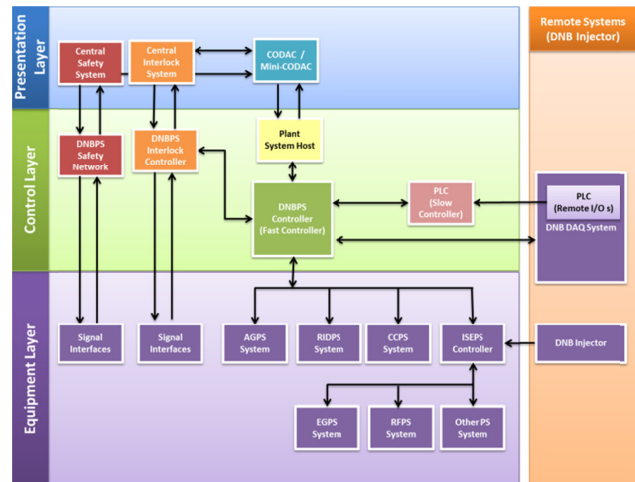 Presentation
Layer
Central
Safety
System
Central
Interlock
System
CODAC /
Mini-CODAC
Remote Systems
(DNB Injector)
Control Layer
DNBPS
Safety
Network
DNBPS
Interlock
Controller
Plant
System Host
DNBPS
Controller
(Fast Controller)
PLC
(Slow
Controller)
PLC
(Remote I/O s)
DNB DAQ System
Equipment Layer
Signal
Interfaces
Signal
Interfaces
AGPS
System
RIDPS
System
CCPS
System
ISEPS
Controller
DNB Injector
EGPS
System
RFPS
System
Other PS
System